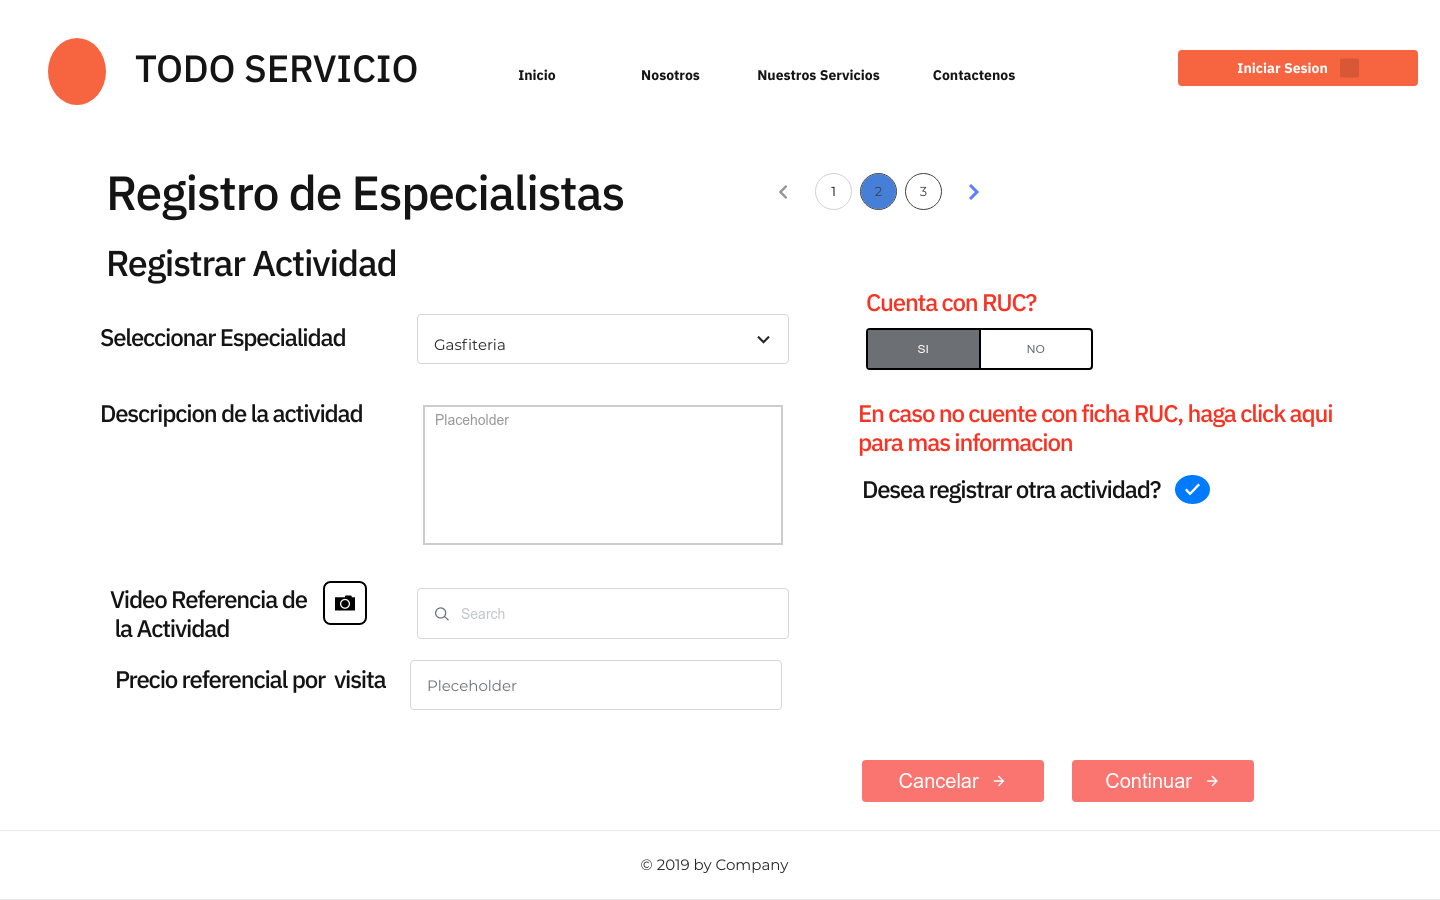 TODO SERVICIO
Inicio
Nosotros
Nuestros Servicios
Contactenos
Iniciar Sesion
Registro de Especialistas
1
2
3
Registrar Actividad
Seleccionar Especialidad
Gasfiteria
Cuenta con RUC?
SI
NO
Descripcion de la actividad
Placeholder
En caso no cuente con ficha RUC, haga click aqui
para mas informacion
Desea registrar otra actividad?
Video Referencia de
la Actividad
Search
Precio referencial por visita
Pleceholder
Cancelar
Continuar
© 2019 by Company